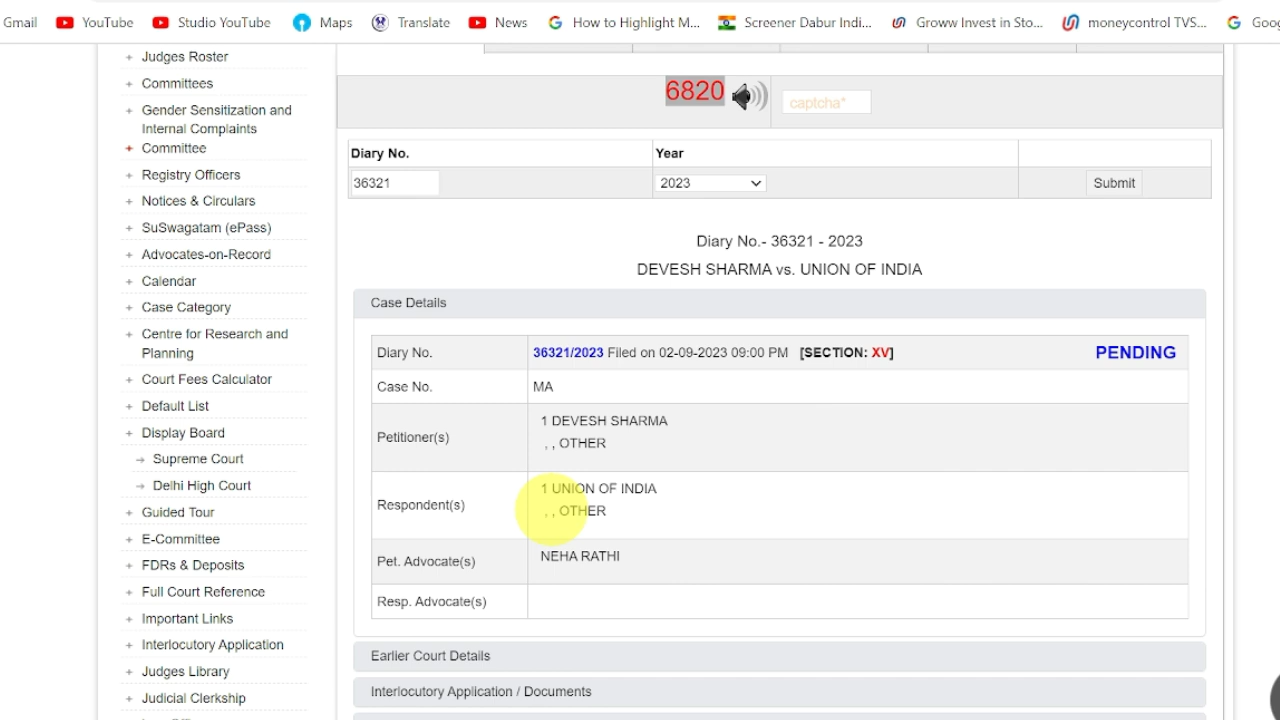 Gmail YouTube Studio YouTube Maps Translate News How to Highlight M... Screener Dabur Indi... Groww Invest in Sto... moneycontrol TVS...
Judges Roster
Committees
Gender Sensitization and
Internal Complaints
Committee
Registry Officers
Notices & Circulars
SuSwagatam (ePass)
Advocates-on-Record
Calendar
Case Category
Centre for Research and
Planning
Court Fees Calculator
Default List
Display Board
Supreme Court
Delhi High Court
Guided Tour
E-Committee
FDRs & Deposits
Full Court Reference
Important Links
Interlocutory Application
Judges Library
Judicial Clerkship
6820 captcha*
Diary No. Year
36321 2023 Submit
Diary No.- 36321 - 2023
DEVESH SHARMA vs. UNION OF INDIA
Case Details
Diary No. 36321/2023 Filed on 02-09-2023 09:00 PM [SECTION: XV] PENDING
Case No. MA
Petitioner(s) 1 DEVESH SHARMA
, , OTHER
Respondent(s) 1 UNION OF INDIA
, , OTHER
Pet. Advocate(s) NEHA RATHI
Resp. Advocate(s)
Earlier Court Details
Interlocutory Application / Documents